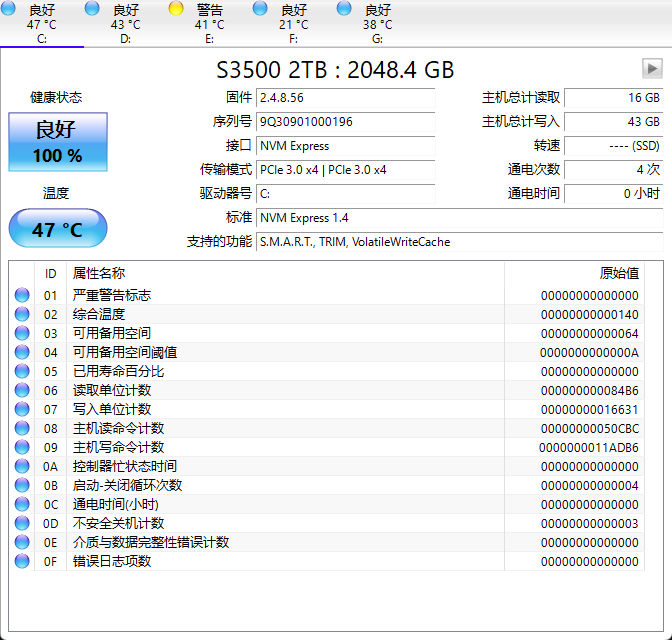 良好 良好 警告 良好 良好
47 °C 43 °C 41 °C 21 °C 38 °C
C: D: E: F: G:
S3500 2TB : 2048.4 GB
健康状态
良好
100 %
温度
47 °C
固件 2.4.8.56 主机总计读取 16 GB
序列号 9Q30901000196 主机总计写入 43 GB
接口 NVM Express 转速 ---- (SSD)
传输模式 PCIe 3.0 x4 | PCIe 3.0 x4 通电次数 4 次
驱动器号 C: 通电时间 0 小时
标准 NVM Express 1.4
支持的功能 S.M.A.R.T., TRIM, VolatileWriteCache
ID 属性名称 原始值
01 严重警告标志 00000000000000
02 综合温度 00000000000140
03 可用备用空间 00000000000064
04 可用备用空间阈值 0000000000000A
05 已用寿命百分比 00000000000000
06 读取单位计数 000000000084B6
07 写入单位计数 00000000016631
08 主机读命令计数 00000000050CBC
09 主机写命令计数 0000000011ADB6
0A 控制器忙状态时间 00000000000000
0B 启动-关闭循环次数 00000000000004
0C 通电时间(小时) 00000000000000
0D 不安全关机计数 00000000000003
0E 介质与数据完整性错误计数 00000000000000
0F 错误日志项数 00000000000000